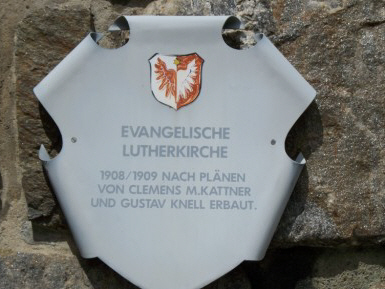 EVANGELISCHE
LUTHERKIRCHE
1908/1909 NACH PLÄNEN
VON CLEMENS M.KATTNER
UND GUSTAV KNELL ERBAUT.